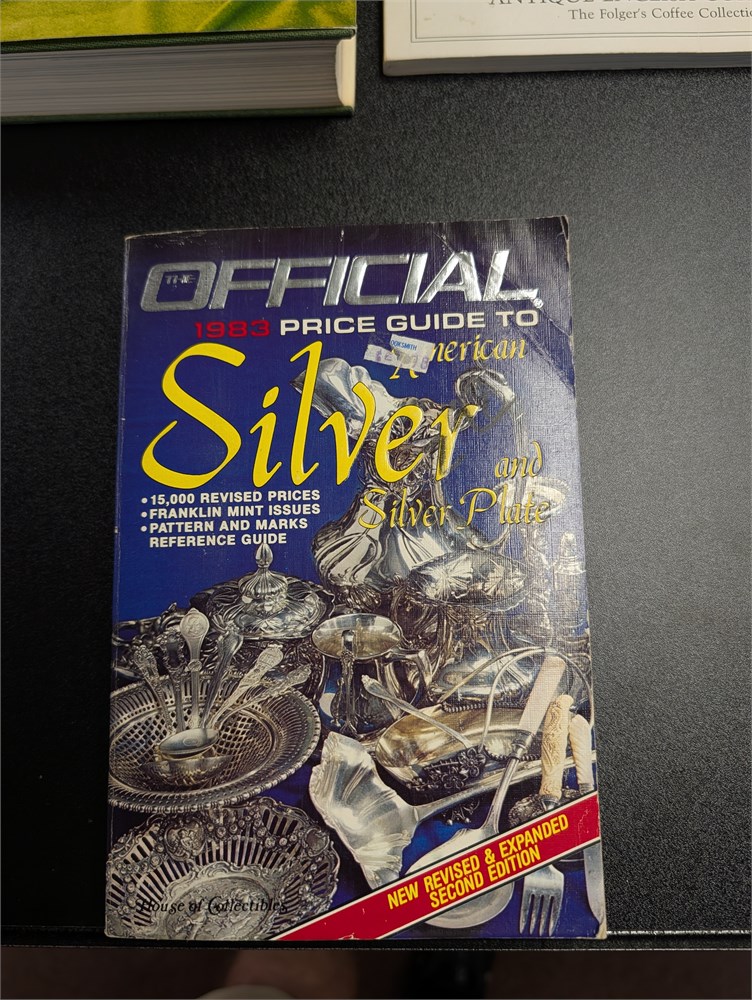 The Folger's Coffee Collectio
THE OFFICIAL
1983 PRICE GUIDE TO
American
Silver
and
Silver Plate
•15,000 REVISED PRICES
•FRANKLIN MINT ISSUES
•PATTERN AND MARKS
REFERENCE GUIDE
NEW REVISED & EXPANDED
SECOND EDITION
House of Collectibles